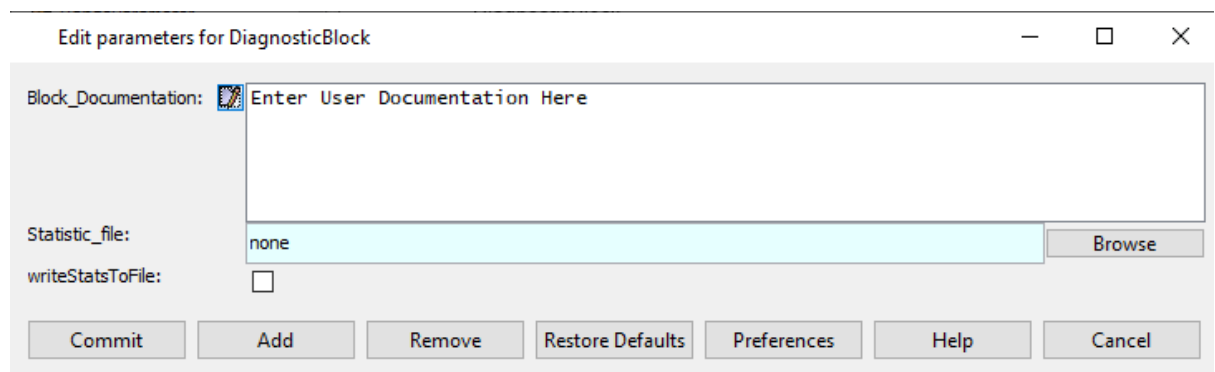 Edit parameters for DiagnosticBlock
Block_Documentation: Enter User Documentation Here
Statistic_file: none Browse
writeStatsToFile:
Commit Add Remove Restore Defaults Preferences Help Cancel